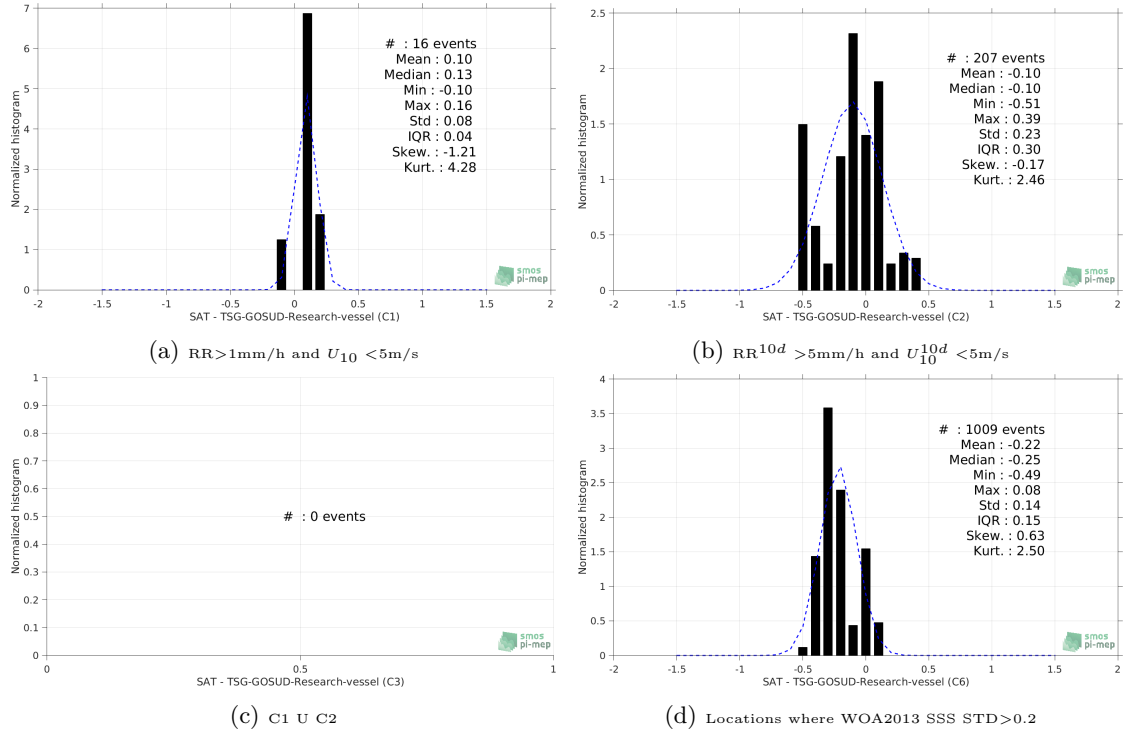 7
6
5
4
3
2
1
0
Normalized histogram
# : 16 events
Mean : 0.10
Median : 0.13
Min : -0.10
Max : 0.16
Std : 0.08
IQR : 0.04
Skew. : -1.21
Kurt. : 4.28
smos
pi-mep
-2 -1.5 -1 -0.5 0 0.5 1 1.5 2
SAT - TSG-GOSUD-Research-vessel (C1)
(a) RR>1mm/h and U10 <5m/s
2.5
2
1.5
1
0.5
0
Normalized histogram
# : 207 events
Mean : -0.10
Median : -0.10
Min : -0.51
Max : 0.39
Std : 0.23
IQR : 0.30
Skew. : -0.17
Kurt. : 2.46
smos
pi-mep
-2 -1.5 -1 -0.5 0 0.5 1 1.5 2
SAT - TSG-GOSUD-Research-vessel (C2)
(b) RR^10d >5mm/h and U_10^10d <5m/s
1
0.9
0.8
0.7
0.6
0.5
0.4
0.3
0.2
0.1
0
Normalized histogram
# : 0 events
smos
pi-mep
0 0.5 1
SAT - TSG-GOSUD-Research-vessel (C3)
(c) C1 U C2
4
3.5
3
2.5
2
1.5
1
0.5
0
Normalized histogram
# : 1009 events
Mean : -0.22
Median : -0.25
Min : -0.49
Max : 0.08
Std : 0.14
IQR : 0.15
Skew. : 0.63
Kurt. : 2.50
smos
pi-mep
-2 -1.5 -1 -0.5 0 0.5 1 1.5 2
SAT - TSG-GOSUD-Research-vessel (C6)
(d) Locations where WOA2013 SSS STD>0.2